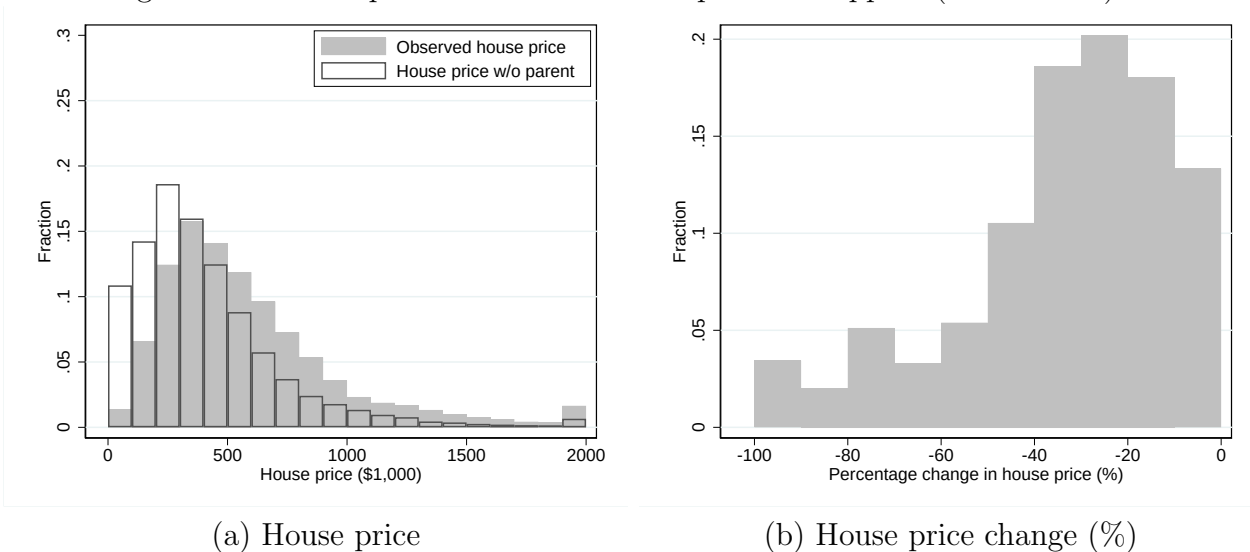 .3
.25
.2
.15
.1
.05
0
Fraction
Observed house price
House price w/o parent
0 500 1000 1500 2000
House price ($1,000)
(a) House price
.2
.15
.1
.05
0
Fraction
-100 -80 -60 -40 -20 0
Percentage change in house price (%)
(b) House price change (%)